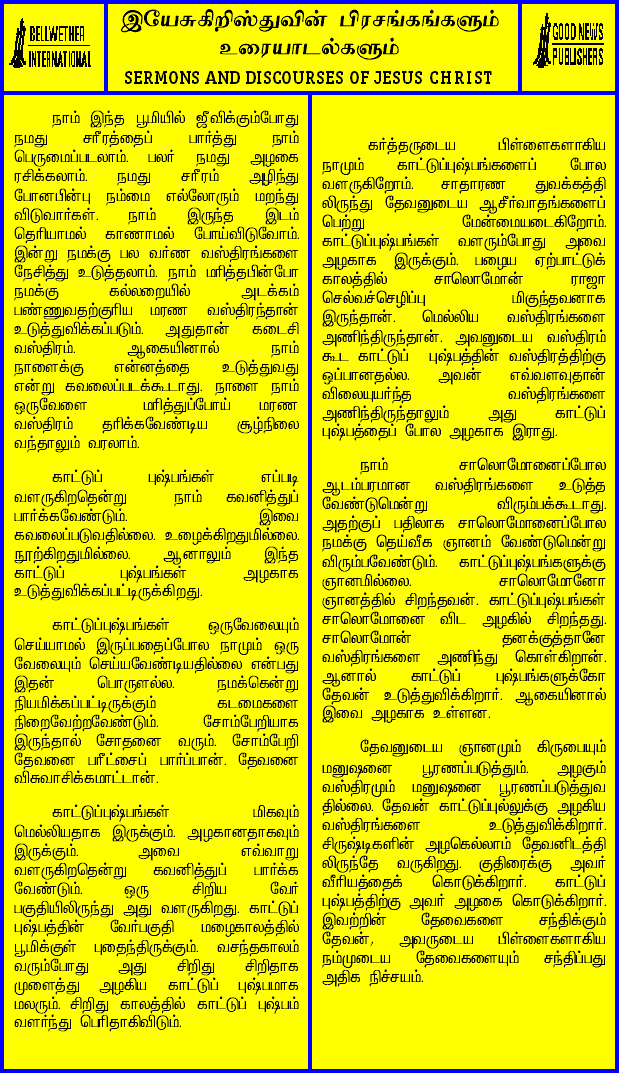 BELLWETHER
INTERNATIONAL
இயேசுகிறிஸ்துவின் பிரசங்கங்களும்
உரையாடல்களும்
SERMONS AND DISCOURSES OF JESUS CHRIST
GOOD NEWS
PUBLISHERS
நாம் இந்த பூமியில் ஜீவிக்கும்போது
நமது சரீரத்தைப் பார்த்து நாம்
பெருமைப்படலாம். பலர் நமது அழகை
ரசிக்கலாம். நமது சரீரம் அழிந்து
போனபின்பு நம்மை எல்லோரும் மறந்து
விடுவார்கள். நாம் இருந்த இடம்
தெரியாமல் காணாமல் போய்விடுவோம்.
இன்று நமக்கு பல வர்ண வஸ்திரங்களை
நேசித்து உடுத்தலாம். நாம் மரித்தபின்போ
நமக்கு கல்லறையில் அடக்கம்
பண்ணுவதற்குரிய மரண வஸ்திரந்தான்
உடுத்துவிக்கப்படும். அதுதான் கடைசி
வஸ்திரம். ஆகையினால் நாம்
நாளைக்கு என்னத்தை உடுத்துவது
என்று கவலைப்படக்கூடாது. நாளை நாம்
ஒருவேளை மரித்துப்போய் மரண
வஸ்திரம் தரிக்கவேண்டிய சூழ்நிலை
வந்தாலும் வரலாம்.
காட்டுப் புஷ்பங்கள் எப்படி
வளருகிறதென்று நாம் கவனித்துப்
பார்க்கவேண்டும். இவை
கவலைப்படுவதில்லை. உழைக்கிறதுமில்லை.
நூற்கிறதுமில்லை. ஆனாலும் இந்த
காட்டுப் புஷ்பங்கள் அழகாக
உடுத்துவிக்கப்பட்டிருக்கிறது.
காட்டுப்புஷ்பங்கள் ஒருவேலையும்
செய்யாமல் இருப்பதைப்போல நாமும் ஒரு
வேலையும் செய்யவேண்டியதில்லை என்பது
இதன் பொருளல்ல. நமக்கென்று
நியமிக்கப்பட்டிருக்கும் கடமைகளை
நிறைவேற்றவேண்டும். சோம்பேறியாக
இருந்தால் சோதனை வரும். சோம்பேறி
தேவனை பரீட்சைப் பார்ப்பான். தேவனை
விசுவாசிக்கமாட்டான்.
காட்டுப்புஷ்பங்கள் மிகவும்
மெல்லியதாக இருக்கும். அழகானதாகவும்
இருக்கும். அவை எவ்வாறு
வளருகிறதென்று கவனித்துப் பார்க்க
வேண்டும். ஒரு சிறிய வேர்
பகுதியிலிருந்து அது வளருகிறது. காட்டுப்
புஷ்பத்தின் வேர்பகுதி மழைகாலத்தில்
பூமிக்குள் புதைந்திருக்கும். வசந்தகாலம்
வரும்போது அது சிறிது சிறிதாக
முளைத்து அழகிய காட்டுப் புஷ்பமாக
மலரும். சிறிது காலத்தில் காட்டுப் புஷ்பம்
வளர்ந்து பெரிதாகிவிடும்.
கர்த்தருடைய பிள்ளைகளாகிய
நாமும் காட்டுப்புஷ்பங்களைப் போல
வளருகிறோம். சாதாரண துவக்கத்தி
லிருந்து தேவனுடைய ஆசீர்வாதங்களைப்
பெற்று மேன்மையடைகிறோம்.
காட்டுப்புஷ்பங்கள் வளரும்போது அவை
அழகாக இருக்கும். பழைய ஏற்பாட்டுக்
காலத்தில் சாலொமோன் ராஜா
செல்வச்செழிப்பு மிகுந்தவனாக
இருந்தான். மெல்லிய வஸ்திரங்களை
அணிந்திருந்தான். அவனுடைய வஸ்திரம்
கூட காட்டுப் புஷ்பத்தின் வஸ்திரத்திற்கு
ஒப்பானதல்ல. அவன் எவ்வளவுதான்
விலையுயர்ந்த வஸ்திரங்களை
அணிந்திருந்தாலும் அது காட்டுப்
புஷ்பத்தைப் போல அழகாக இராது.
நாம் சாலொமோனைப்போல
ஆடம்பரமான வஸ்திரங்களை உடுத்த
வேண்டுமென்று விரும்பக்கூடாது.
அதற்குப் பதிலாக சாலொமோனைப்போல
நமக்கு தெய்வீக ஞானம் வேண்டுமென்று
விரும்பவேண்டும். காட்டுப்புஷ்பங்களுக்கு
ஞானமில்லை. சாலொமோனோ
ஞானத்தில் சிறந்தவன். காட்டுப்புஷ்பங்கள்
சாலொமோனை விட அழகில் சிறந்தது.
சாலொமோன் தனக்குத்தானே
வஸ்திரங்களை அணிந்து கொள்கிறான்.
ஆனால் காட்டுப் புஷ்பங்களுக்கோ
தேவன் உடுத்துவிக்கிறார். ஆகையினால்
இவை அழகாக உள்ளன.
தேவனுடைய ஞானமும் கிருபையும்
மனுஷனை பூரணப்படுத்தும். அழகும்
வஸ்திரமும் மனுஷனை பூரணப்படுத்துவ
தில்லை. தேவன் காட்டுப்புல்லுக்கு அழகிய
வஸ்திரங்களை உடுத்துவிக்கிறார்.
சிருஷ்டிகளின் அழகெல்லாம் தேவனிடத்தி
லிருந்தே வருகிறது. குதிரைக்கு அவர்
வீரியத்தைக் கொடுக்கிறார். காட்டுப்
புஷ்பத்திற்கு அவர் அழகை கொடுக்கிறார்.
இவற்றின் தேவைகளை சந்திக்கும்
தேவன், அவருடைய பிள்ளைகளாகிய
நம்முடைய தேவைகளையும் சந்திப்பது
அதிக நிச்சயம்.